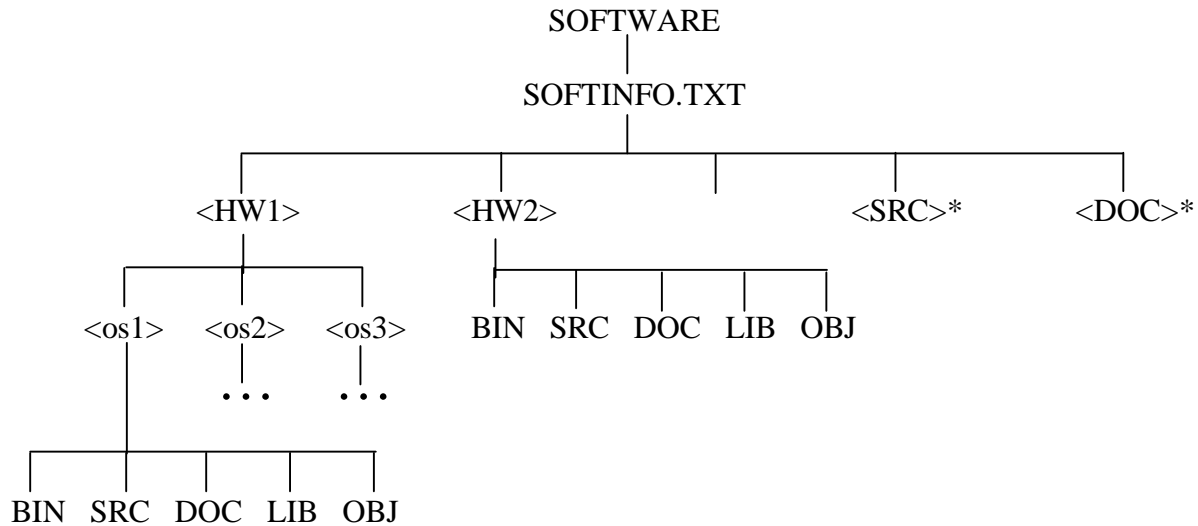 SOFTWARE
SOFTINFO.TXT
<HW1> <HW2> <SRC>* <DOC>*
<os1> <os2> <os3> BIN SRC DOC LIB OBJ
• • • • • •
BIN SRC DOC LIB OBJ